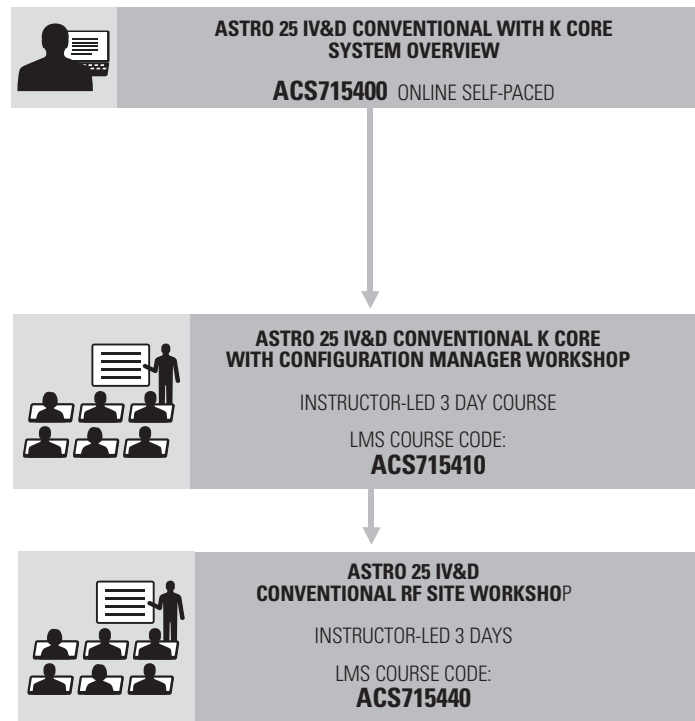 ASTRO 25 IV&D CONVENTIONAL WITH K CORE
SYSTEM OVERVIEW
ACS715400 ONLINE SELF-PACED
ASTRO 25 IV&D CONVENTIONAL K CORE
WITH CONFIGURATION MANAGER WORKSHOP
INSTRUCTOR-LED 3 DAY COURSE
LMS COURSE CODE:
ACS715410
ASTRO 25 IV&D
CONVENTIONAL RF SITE WORKSHOP
INSTRUCTOR-LED 3 DAYS
LMS COURSE CODE:
ACS715440